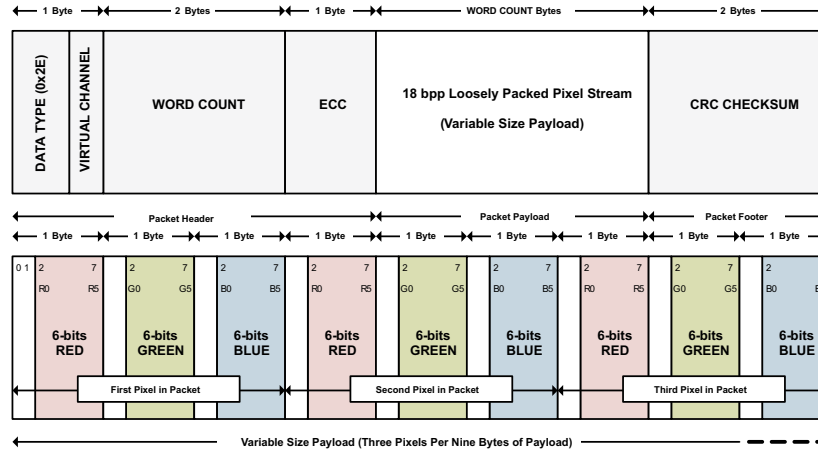 1 Byte 2 Bytes 1 Byte WORD COUNT Bytes 2 Bytes
DATA TYPE (0x2E)
VIRTUAL CHANNEL
WORD COUNT
ECC
18 bpp Loosely Packed Pixel Stream
(Variable Size Payload)
CRC CHECKSUM
Packet Header Packet Payload Packet Footer
1 Byte 1 Byte 1 Byte 1 Byte 1 Byte 1 Byte 1 Byte 1 Byte 1 Byte
0 1 2 7 2 7 2 7 2 7 2 7 2 7 2 7 2 7 2
R0 R5 G0 G5 B0 B5 R0 R5 G0 G5 B0 B5 R0 R5 G0 G5 B0
6-bits 6-bits 6-bits 6-bits 6-bits 6-bits 6-bits 6-bits 6-bits
RED GREEN BLUE RED GREEN BLUE RED GREEN BLUE
First Pixel in Packet Second Pixel in Packet Third Pixel in Packet
Variable Size Payload (Three Pixels Per Nine Bytes of Payload)